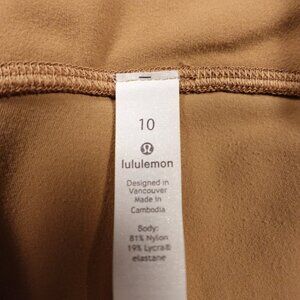 10
lululemon
Designed in
Vancouver
Made in
Cambodia
Body:
81% Nylon
19% Lycra®
elastane